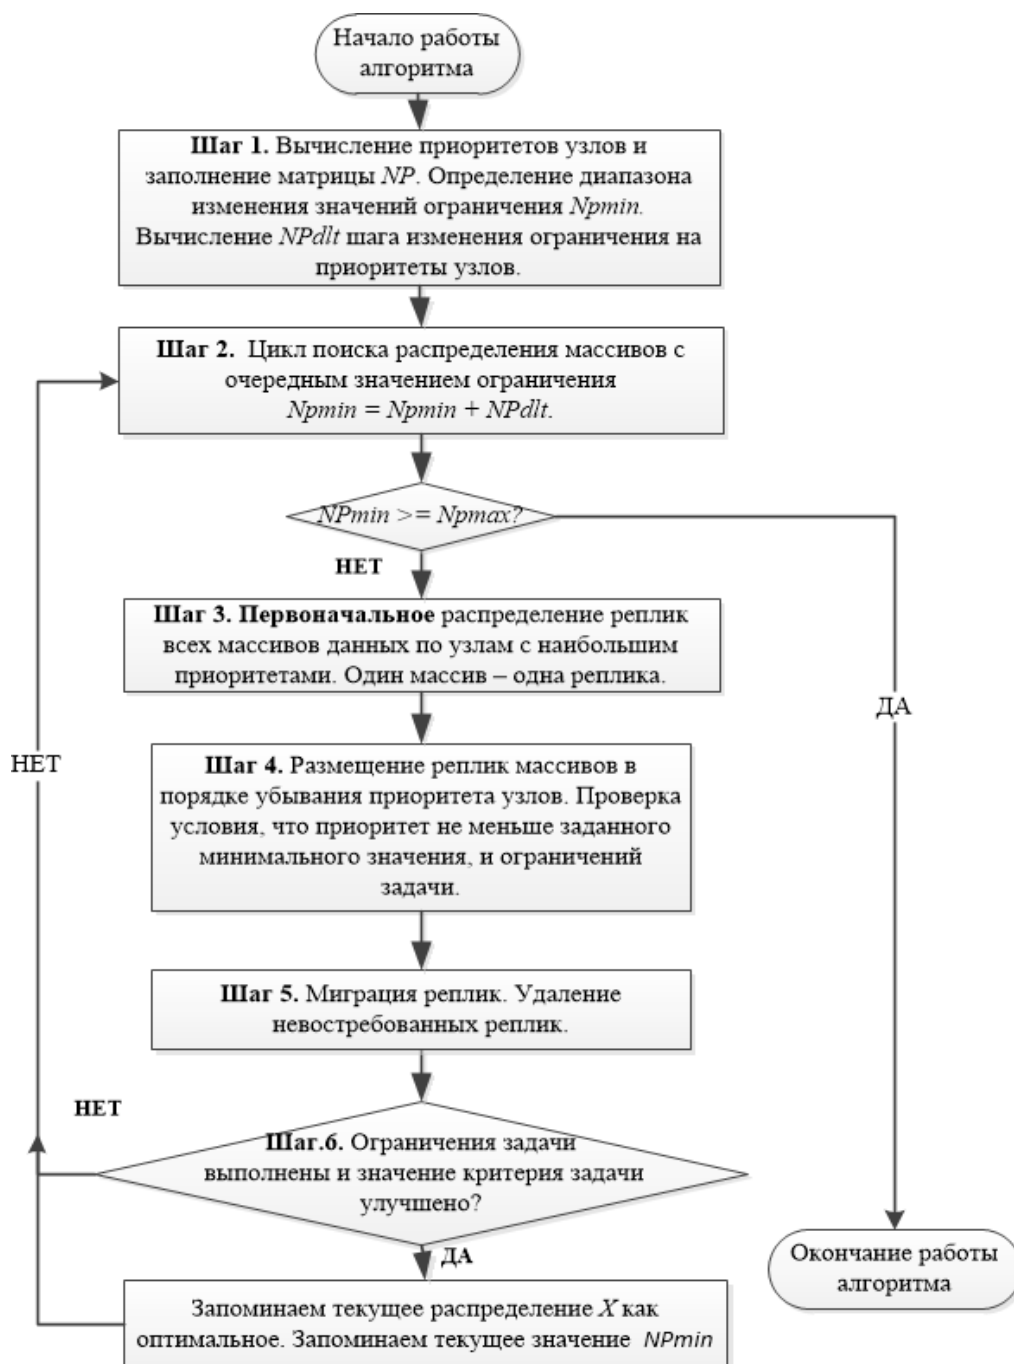 Начало работы
алгоритма
Шаг 1. Вычисление приоритетов узлов и
заполнение матрицы NP. Определение диапазона
изменения значений ограничения Npmin.
Вычисление NPdlt шага изменения ограничения на
приоритеты узлов.
Шаг 2. Цикл поиска распределения массивов с
очередным значением ограничения
Npmin = Npmin + NPdlt.
NPmin >= Npmax?
НЕТ
Шаг 3. Первоначальное распределение реплик
всех массивов данных по узлам с наибольшим
приоритетами. Один массив – одна реплика.
ДА
НЕТ
Шаг 4. Размещение реплик массивов в
порядке убывания приоритета узлов. Проверка
условия, что приоритет не меньше заданного
минимального значения, и ограничений
задачи.
Шаг 5. Миграция реплик. Удаление
невостребованных реплик.
НЕТ
Шаг.6. Ограничения задачи
выполнены и значение критерия задачи
улучшено?
ДА
Окончание работы
алгоритма
Запоминаем текущее распределение X как
оптимальное. Запоминаем текущее значение NPmin